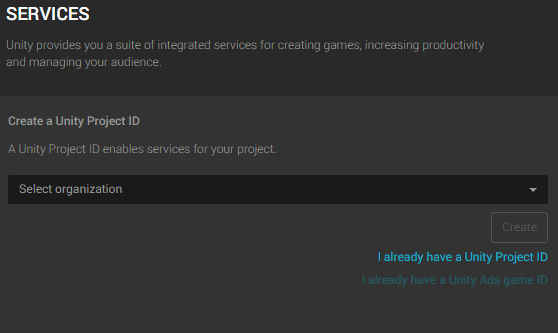 SERVICES
Unity provides you a suite of integrated services for creating games, increasing productivity
and managing your audience.
Create a Unity Project ID
A Unity Project ID enables services for your project.
Select organization
Create
I already have a Unity Project ID
I already have a Unity Ads game ID